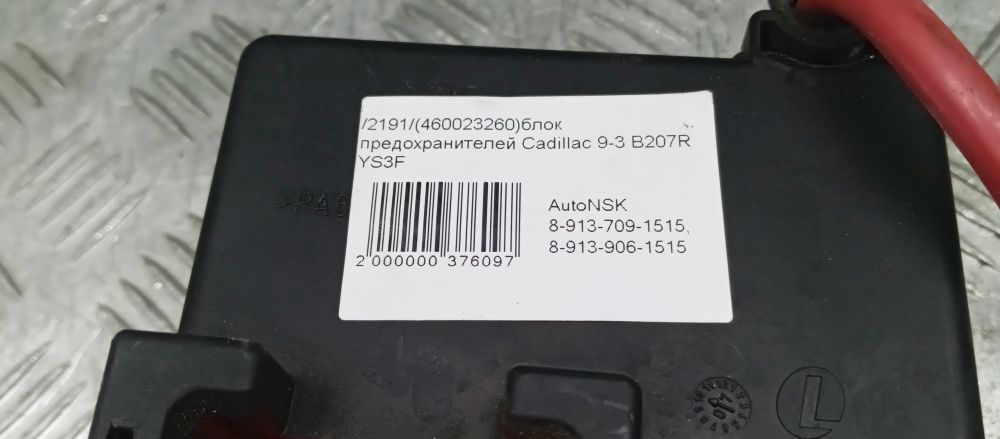 /2191/(460023260)блок
предохранителей Cadillac 9-3 B207R
YS3F
>PA6
AutoNSK
8-913-709-1515,
8-913-906-1515
2 000000 376097
L